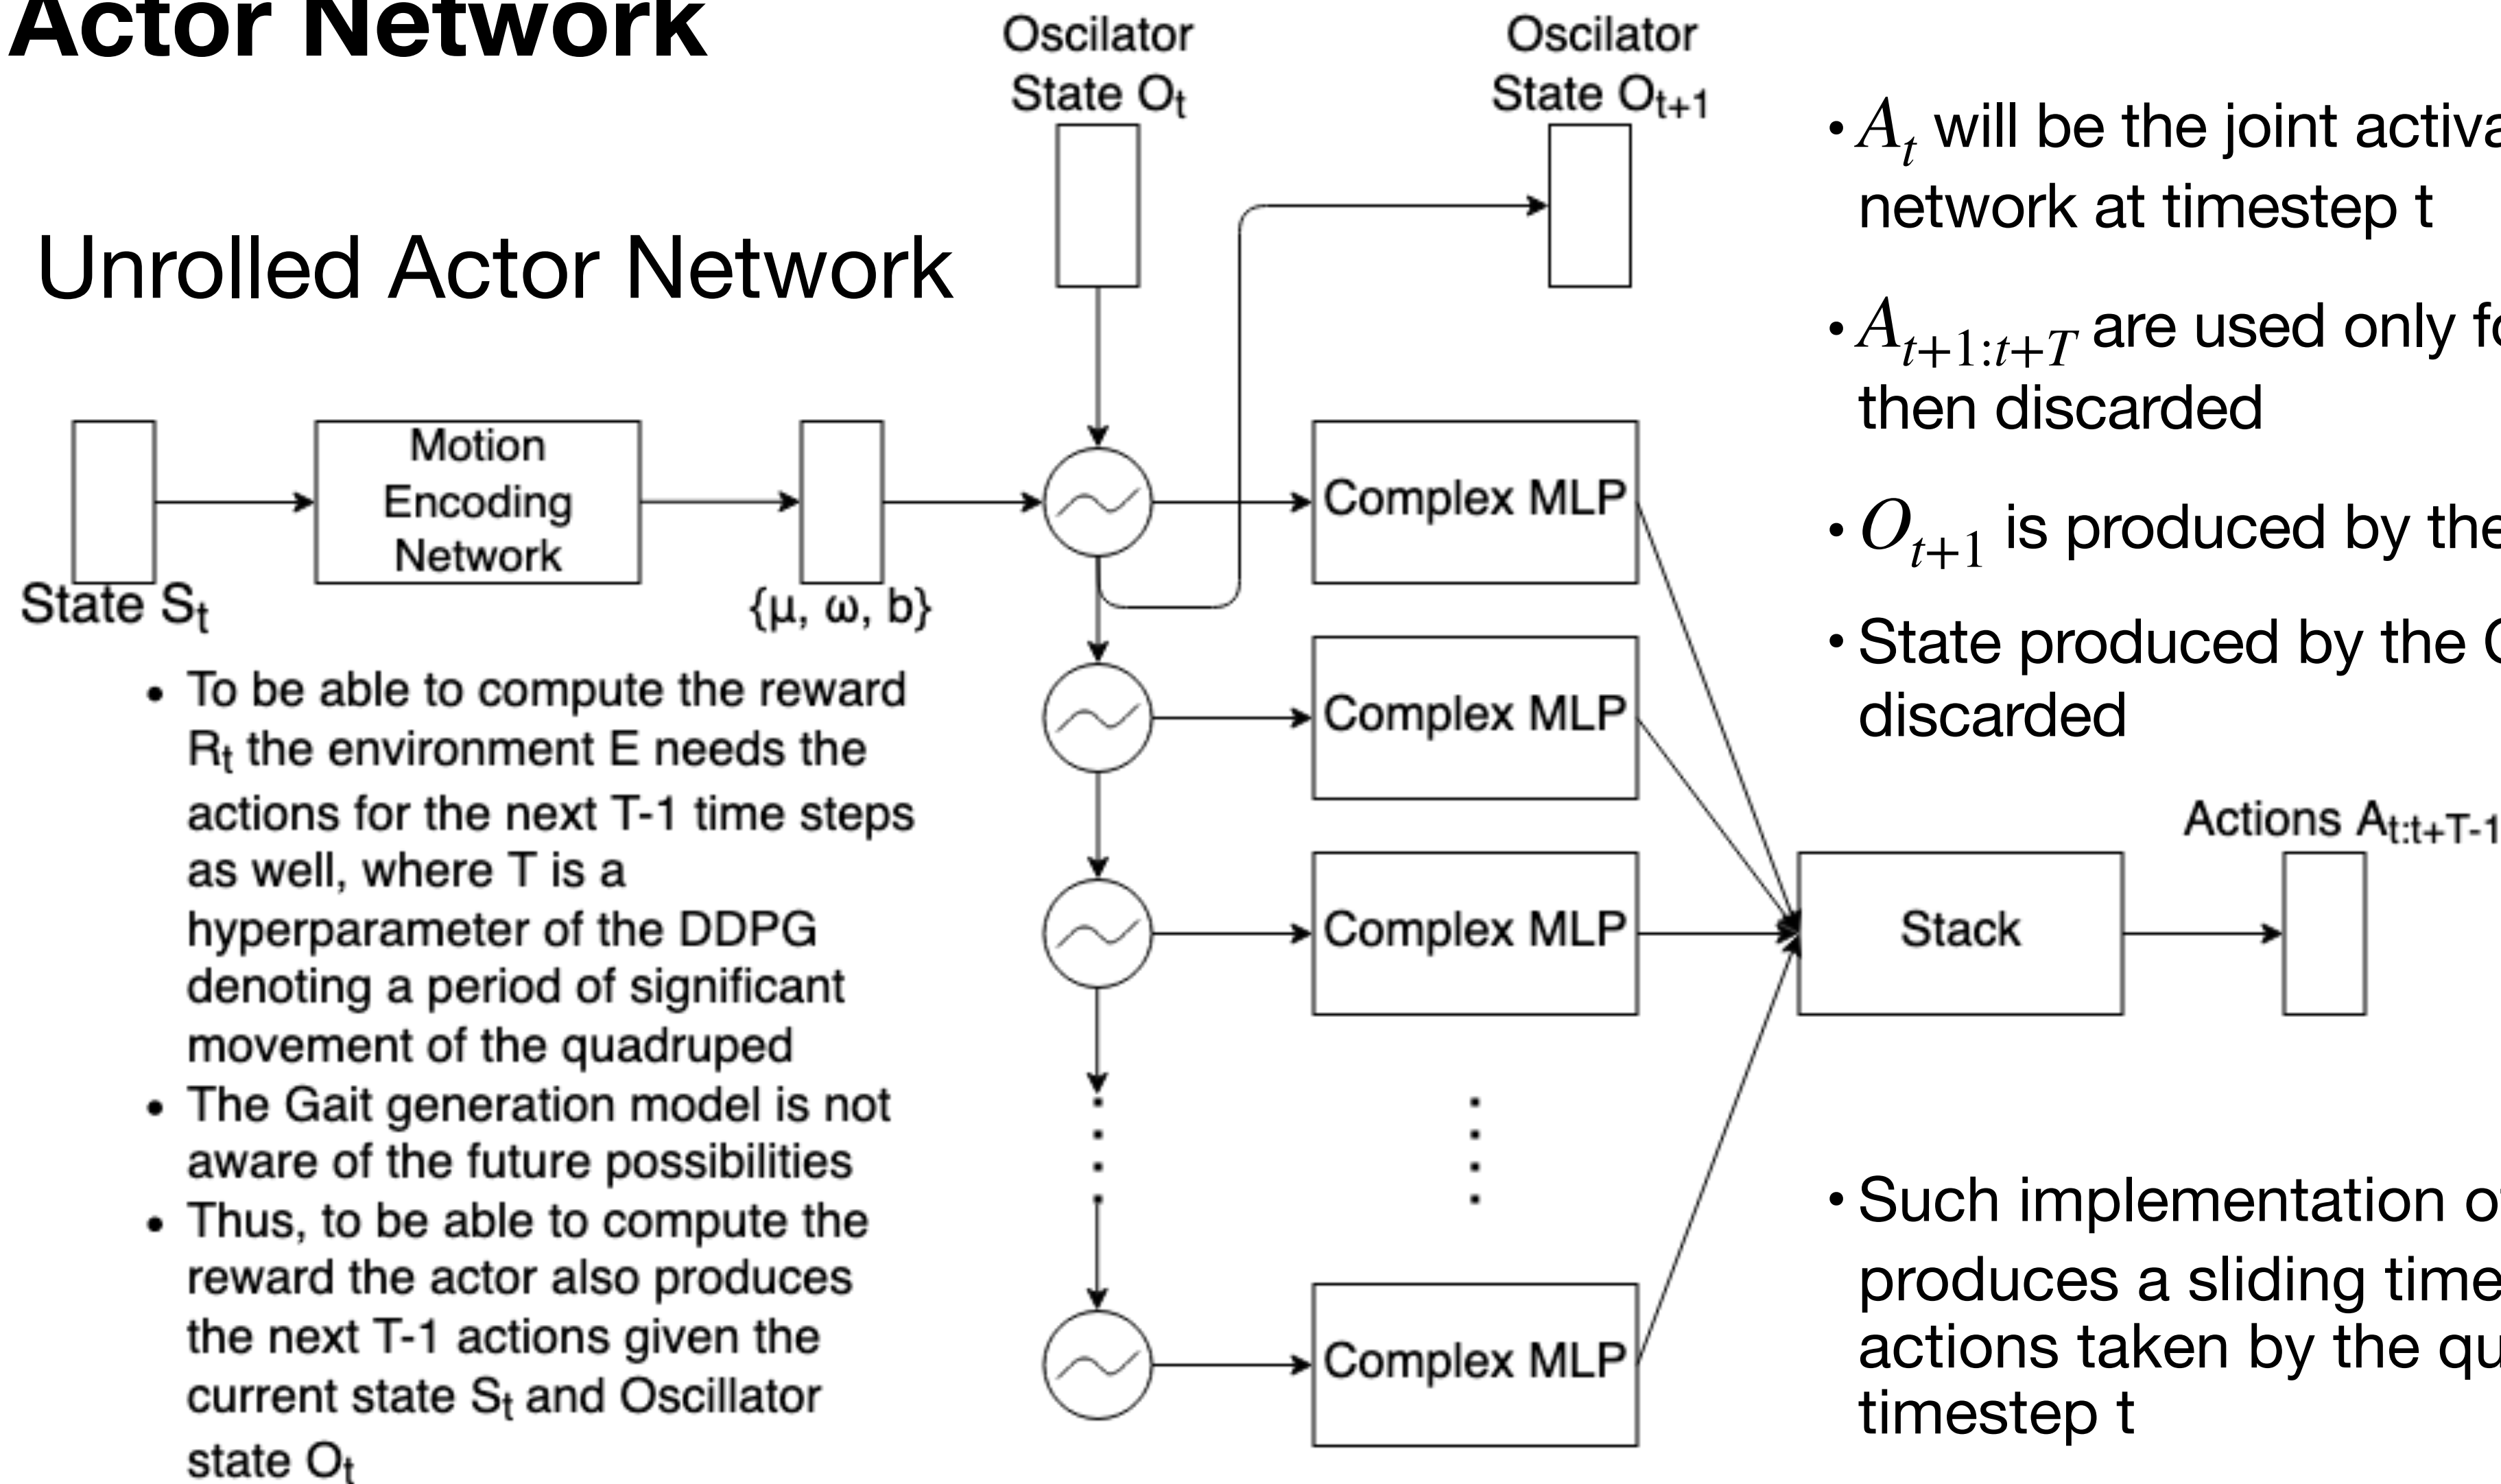 Actor Network
Unrolled Actor Network
Oscilator
State Ot
Oscilator
State Ot+1
State St
Motion
Encoding
Network
{μ, ω, b}
Complex MLP
Complex MLP
Complex MLP
Complex MLP
Stack
Actions At:t+T-1
• To be able to compute the reward
Rt the environment E needs the
actions for the next T-1 time steps
as well, where T is a
hyperparameter of the DDPG
denoting a period of significant
movement of the quadruped
• The Gait generation model is not
aware of the future possibilities
• Thus, to be able to compute the
reward the actor also produces
the next T-1 actions given the
current state St and Oscillator
state Ot
• At will be the joint
network at timestep t
• At+1:t+T are used only
then discarded
• Ot+1 is produced by the
• State produced by the
discarded
• Such implementation
produces a sliding time
actions taken by the
timestep t